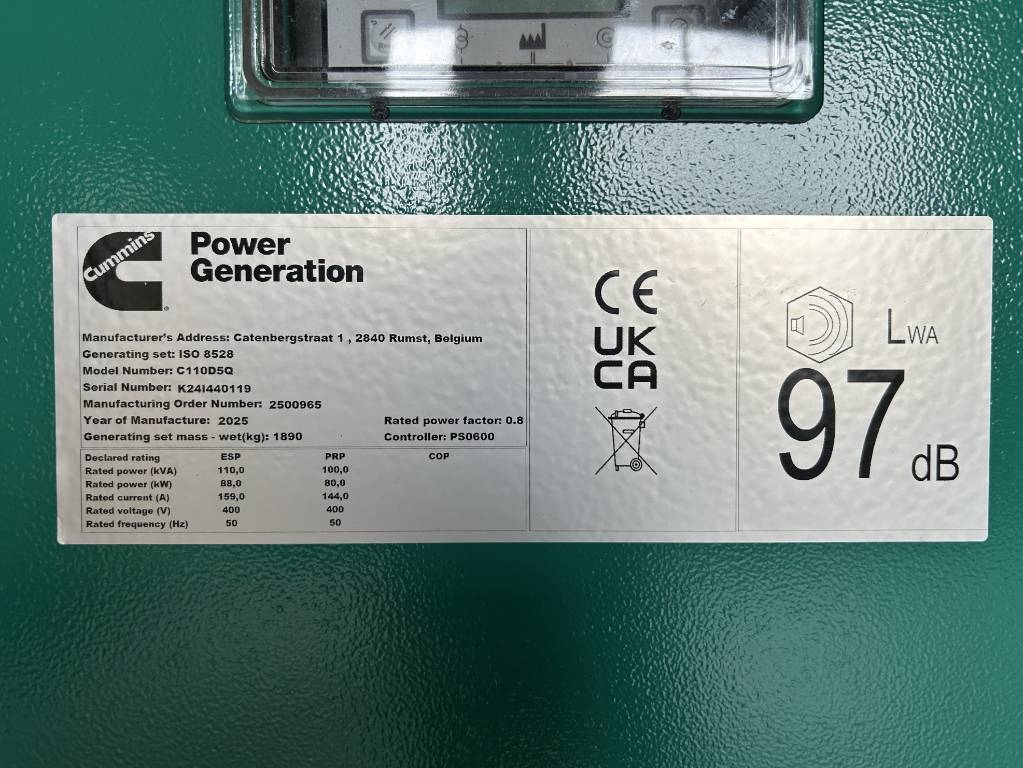 Cummins
Power
Generation
Manufacturer's Address: Catenbergstraat 1 , 2840 Rumst, Belgium
Generating set: ISO 8528
Model Number: C110D5Q
Serial Number: K24I440119
Manufacturing Order Number: 2500965
Year of Manufacture: 2025 Rated power factor: 0.8
Generating set mass - wet(kg): 1890 Controller: PS0600
Declared rating ESP PRP COP
Rated power (kVA) 110,0 100,0
Rated power (kW) 88,0 80,0
Rated current (A) 159,0 144,0
Rated voltage (V) 400 400
Rated frequency (Hz) 50 50
CE
UK
CA
LWA
97 dB